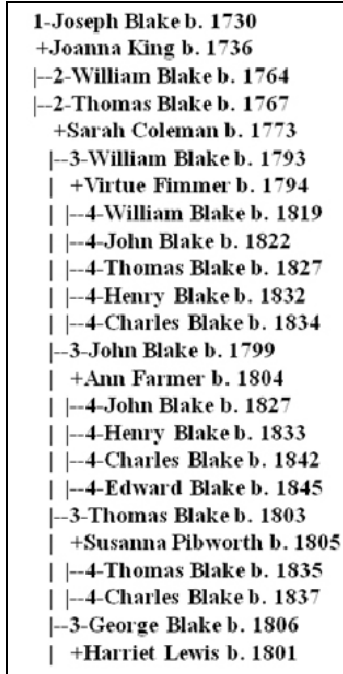 1-Joseph Blake b. 1730
+Joanna King b. 1736
|--2-William Blake b. 1764
|--2-Thomas Blake b. 1767
+Sarah Coleman b. 1773
|--3-William Blake b. 1793
| +Virtue Fimmer b. 1794
| |--4-William Blake b. 1819
| |--4-John Blake b. 1822
| |--4-Thomas Blake b. 1827
| |--4-Henry Blake b. 1832
| |--4-Charles Blake b. 1834
|--3-John Blake b. 1799
| +Ann Farmer b. 1804
| |--4-John Blake b. 1827
| |--4-Henry Blake b. 1833
| |--4-Charles Blake b. 1842
| |--4-Edward Blake b. 1845
|--3-Thomas Blake b. 1803
| +Susanna Pibworth b. 1805
| |--4-Thomas Blake b. 1835
| |--4-Charles Blake b. 1837
|--3-George Blake b. 1806
| +Harriet Lewis b. 1801